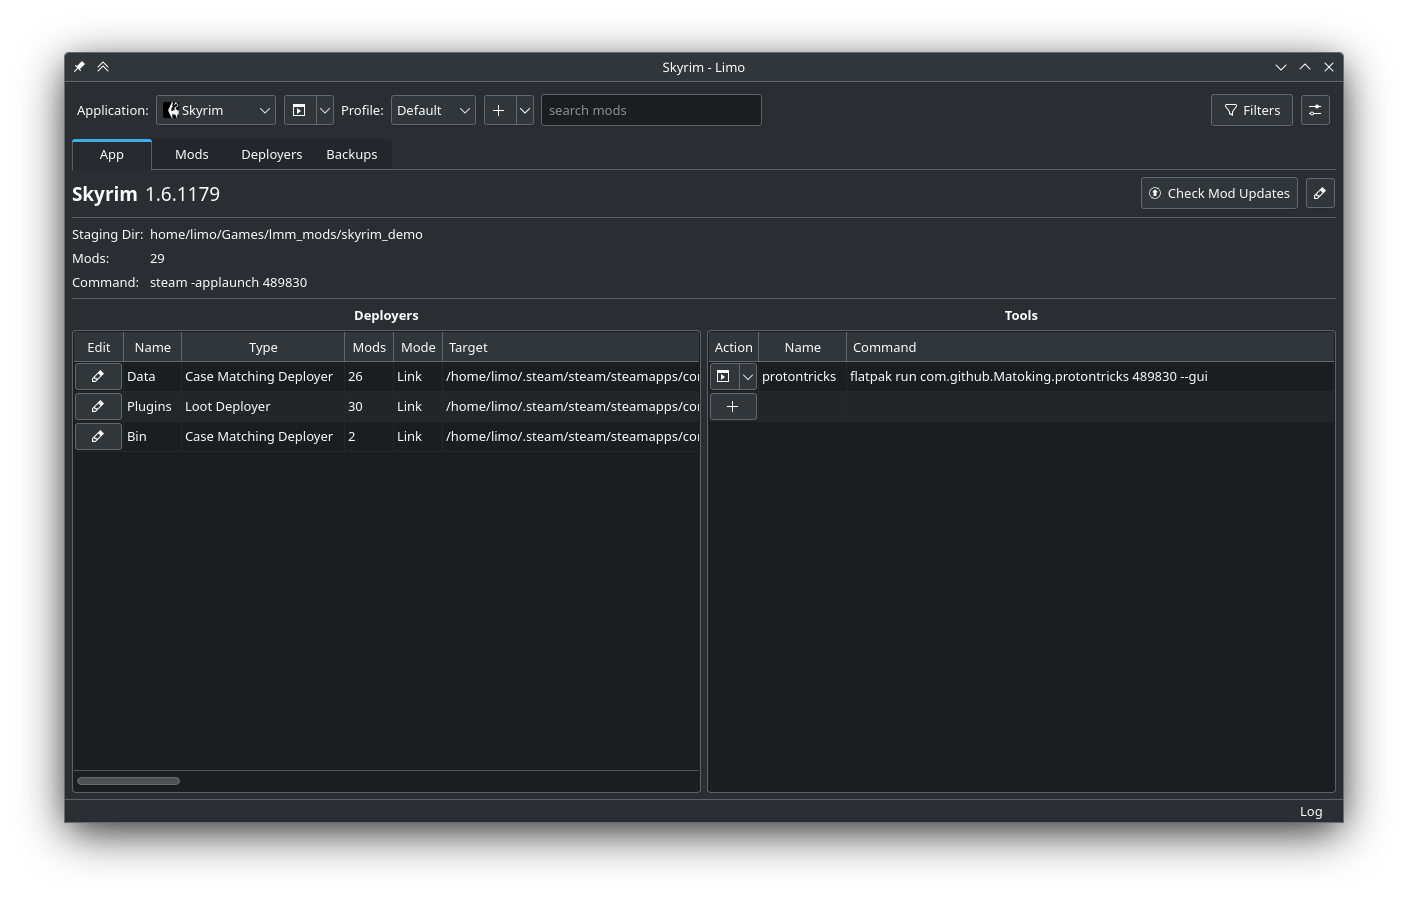 Skyrim - Limo
Application: Skyrim Profile: Default search mods Filters
App Mods Deployers Backups
Skyrim 1.6.1179 Check Mod Updates
Staging Dir: home/limo/Games/lmm_mods/skyrim_demo
Mods: 29
Command: steam -applaunch 489830
Deployers
Edit Name Type Mods Mode Target
Data Case Matching Deployer 26 Link /home/limo/.steam/steam/steamapps/co
Plugins Loot Deployer 30 Link /home/limo/.steam/steam/steamapps/co
Bin Case Matching Deployer 2 Link /home/limo/.steam/steam/steamapps/co
Tools
Action Name Command
protontricks flatpak run com.github.Matoking.protontricks 489830 --gui
Log